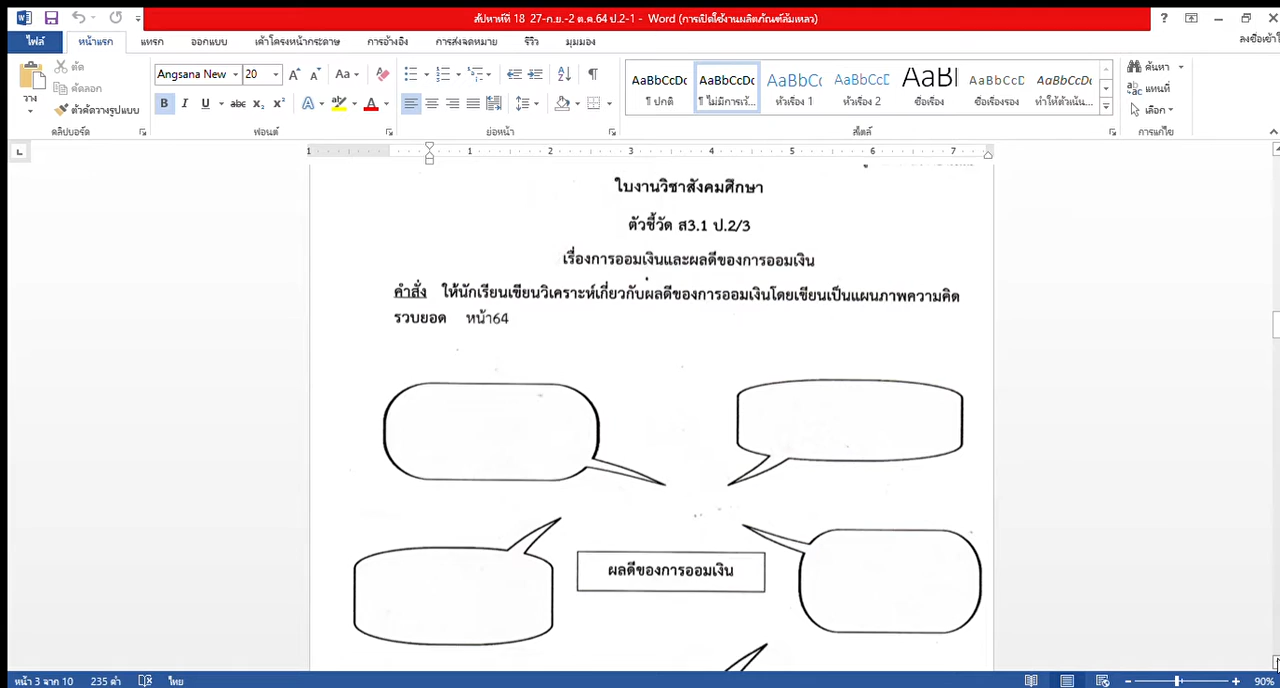 สัปหาห์ที่ 18 27-ก.ย.-2 ต.ค.64 ป.2-1 - Word (การเปิดใช้งานผลิตภัณฑ์ล้มเหลว)
ไฟล์ หน้าแรก แทรก ออกแบบ เค้าโครงหน้ากระดาษ การอ้างอิง การส่งจดหมาย รีวิว มุมมอง ลงชื่อเข้าใ
วาง
ตัด
คัดลอก
ตัวคัดวางรูปแบบ
คลิปบอร์ด
Angsana New 20
ฟอนต์
ย่อหน้า
AaBbCcDc AaBbCcDc AaBbCc AaBbCcD AaBl AaBbCcD AaBbCcDc
¶ ปกติ ¶ ไม่มีการเว้... หัวเรื่อง 1 หัวเรื่อง 2 ชื่อเรื่อง ชื่อเรื่องรอง ทำให้ตัวเน้น...
สไตล์
ค้นหา
แทนที่
เลือก
การแก้ไข
1 1 2 3 4 5 6 7
ใบงานวิชาสังคมศึกษา
ตัวชี้วัด ส3.1 ป.2/3
เรื่องการออมเงินและผลดีของการออมเงิน
คำสั่ง ให้นักเรียนเขียนวิเคราะห์เกี่ยวกับผลดีของการออมเงินโดยเขียนเป็นแผนภาพความคิด
รวบยอด หน้า64
ผลดีของการออมเงิน
หน้า 3 จาก 10 235 คำ ไทย 90%